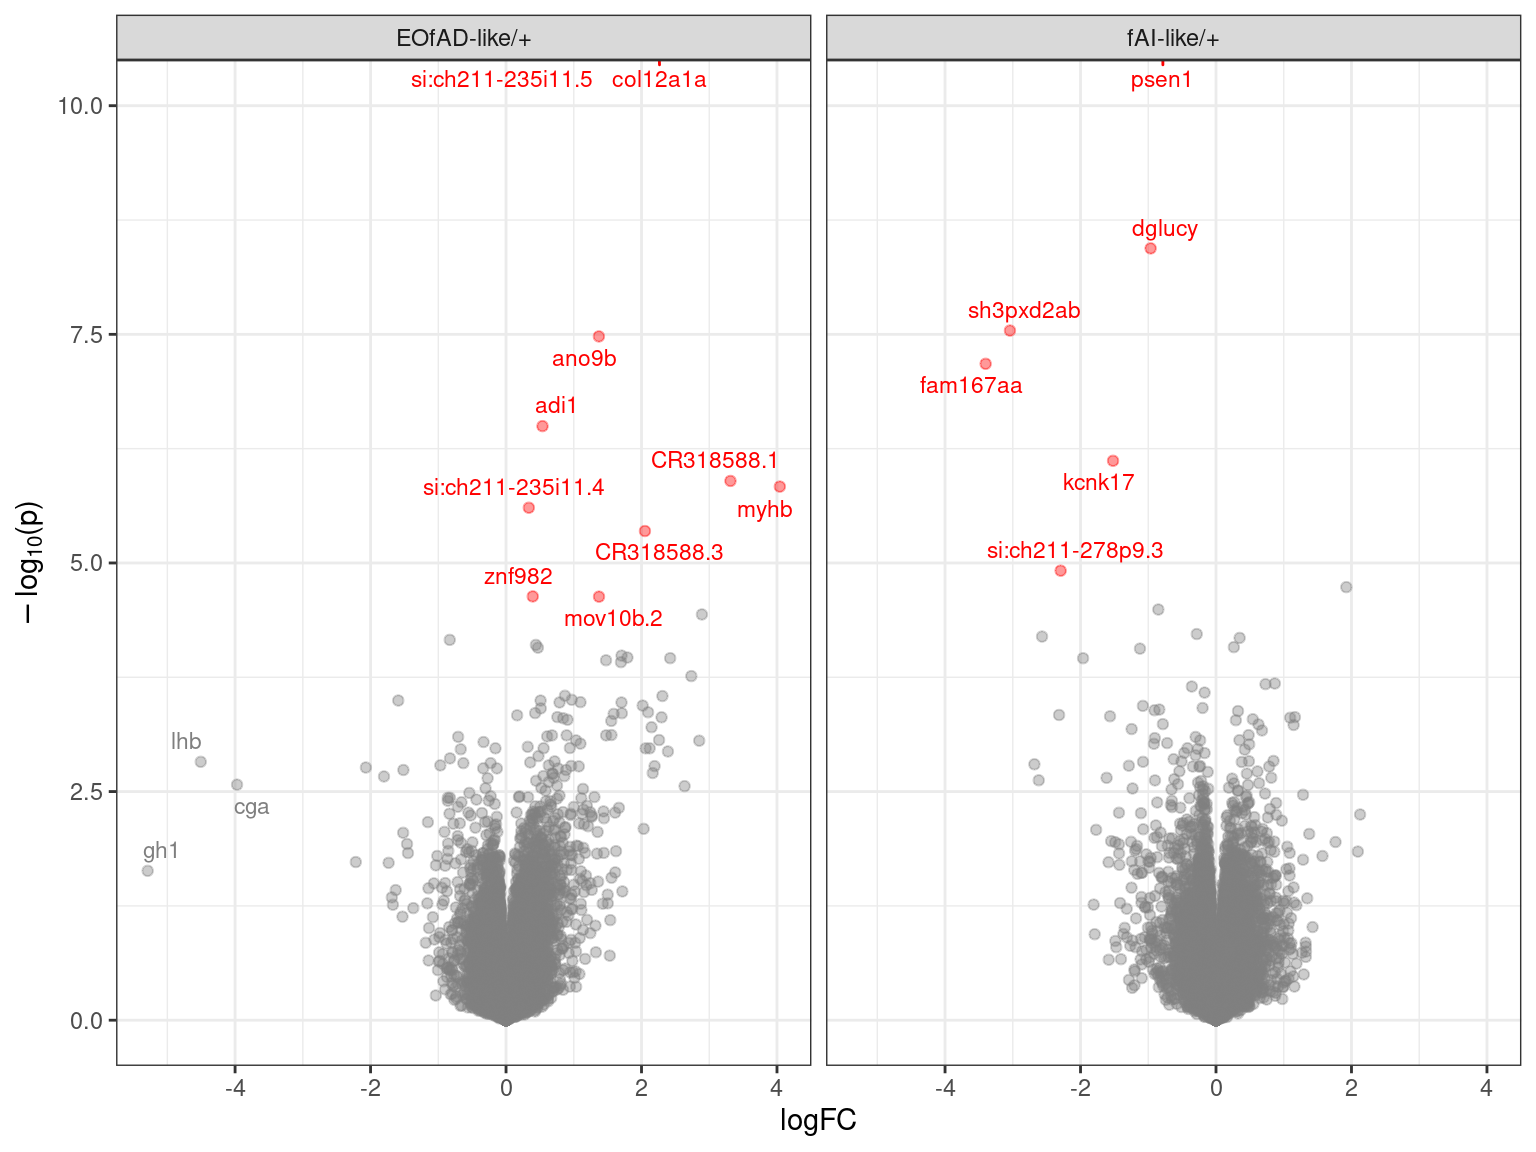 EOfAD-like/+ fAI-like/+
si:ch211-235i11.5 col12a1a psen1
10.0
dglucy
sh3pxd2ab
7.5
ano9b
fam167aa
adi1
CR318588.1
kcnk17
si:ch211-235i11.4
myhb
CR318588.3
si:ch211-278p9.3
5.0
znf982
mov10b.2
− log10(p)
lhb
2.5
cga
gh1
0.0
-4 -2 0 2 4 -4 -2 0 2 4
logFC